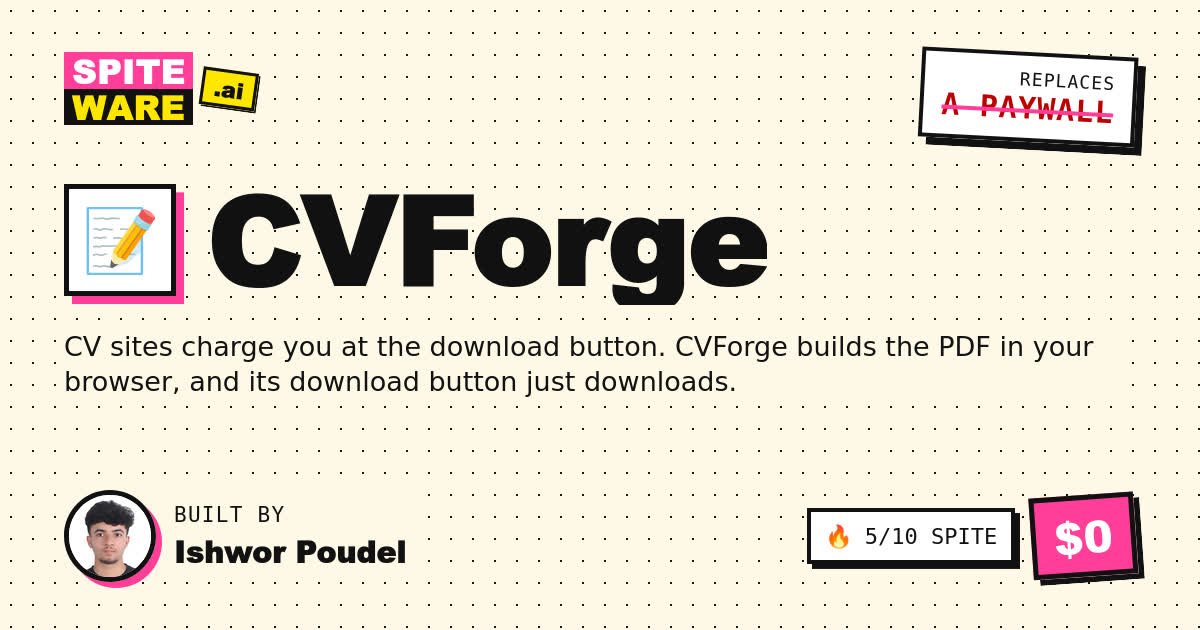 SPITE
WARE
.ai
REPLACES
A PAYWALL
CVForge
CV sites charge you at the download button. CVForge builds the PDF in your
browser, and its download button just downloads.
BUILT BY
Ishwor Poudel
🔥 5/10 SPITE
$0